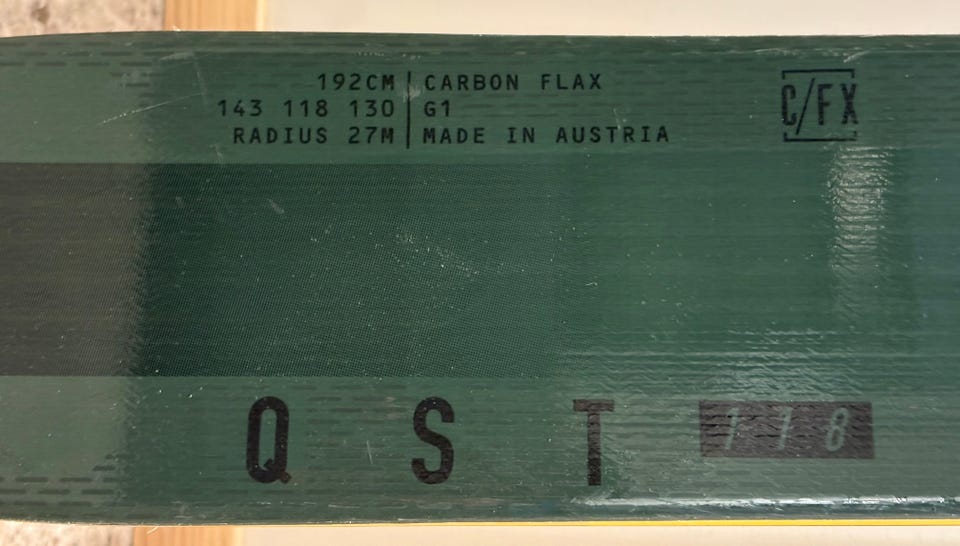 192CM | CARBON FLAX
143 118 130 | G1
RADIUS 27M | MADE IN AUSTRIA
C/FX
QST 118